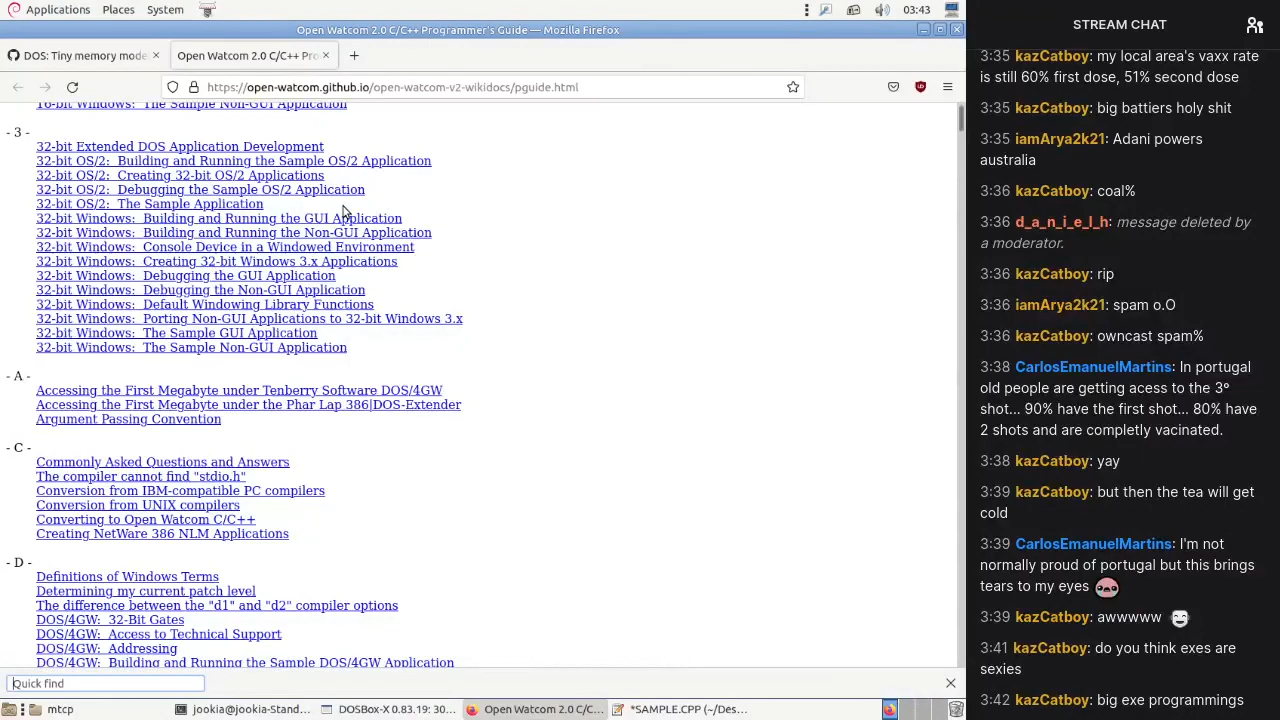 Applications Places System 03:43
Open Watcom 2.0 C/C++ Programmer's Guide — Mozilla Firefox
DOS: Tiny memory mode
Open Watcom 2.0 C/C++ Pro
https://open-watcom.github.io/open-watcom-v2-wikidocs/pguide.html
16-bit Windows: The Sample Non-GUI Application
- 3 -
32-bit Extended DOS Application Development
32-bit OS/2: Building and Running the Sample OS/2 Application
32-bit OS/2: Creating 32-bit OS/2 Applications
32-bit OS/2: Debugging the Sample OS/2 Application
32-bit OS/2: The Sample Application
32-bit Windows: Building and Running the GUI Application
32-bit Windows: Building and Running the Non-GUI Application
32-bit Windows: Console Device in a Windowed Environment
32-bit Windows: Creating 32-bit Windows 3.x Applications
32-bit Windows: Debugging the GUI Application
32-bit Windows: Debugging the Non-GUI Application
32-bit Windows: Default Windowing Library Functions
32-bit Windows: Porting Non-GUI Applications to 32-bit Windows 3.x
32-bit Windows: The Sample GUI Application
32-bit Windows: The Sample Non-GUI Application
- A -
Accessing the First Megabyte under Tenberry Software DOS/4GW
Accessing the First Megabyte under the Phar Lap 386|DOS-Extender
Argument Passing Convention
- C -
Commonly Asked Questions and Answers
The compiler cannot find "stdio.h"
Conversion from IBM-compatible PC compilers
Conversion from UNIX compilers
Converting to Open Watcom C/C++
Creating NetWare 386 NLM Applications
- D -
Definitions of Windows Terms
Determining my current patch level
The difference between the "d1" and "d2" compiler options
DOS/4GW: 32-Bit Gates
DOS/4GW: Access to Technical Support
DOS/4GW: Addressing
DOS/4GW: Building and Running the Sample DOS/4GW Application
Quick find
mtcp
jookia@jookia-Stand...
DOSBox-X 0.83.19: 30...
Open Watcom 2.0 C/C...
*SAMPLE.CPP (~/Des...
STREAM CHAT
3:35 kazCatboy: my local area's vaxx rate
is still 60% first dose, 51% second dose
3:35 kazCatboy: big battiers holy shit
3:35 iamArya2k21: Adani powers
australia
3:36 kazCatboy: coal%
3:36 d_a_n_i_e_l_h: message deleted by
a moderator.
3:36 kazCatboy: rip
3:36 iamArya2k21: spam o.O
3:36 kazCatboy: owncast spam%
3:38 CarlosEmanuelMartins: In portugal
old people are getting acess to the 3º
shot... 90% have the first shot... 80% have
2 shots and are completly vacinated.
3:38 kazCatboy: yay
3:39 kazCatboy: but then the tea will get
cold
3:39 CarlosEmanuelMartins: I'm not
normally proud of portugal but this brings
tears to my eyes
3:39 kazCatboy: awwwww
3:41 kazCatboy: do you think exes are
sexies
3:42 kazCatboy: big exe programmings